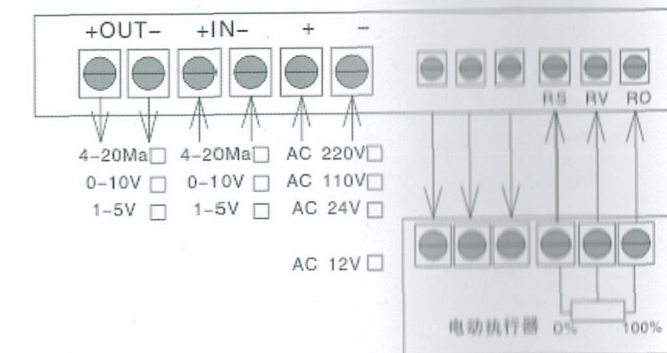 +OUT- +IN- + -
RS RV RO
4-20Ma□ 4-20Ma□ AC 220V□
0-10V □ 0-10V □ AC 110V□
1-5V □ 1-5V □ AC 24V□
AC 12V□
电动执行器 0% 100%